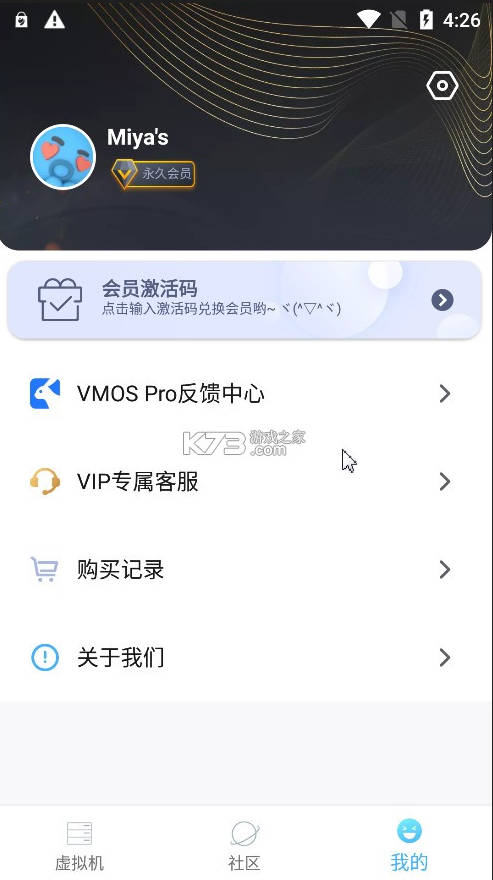 4:26
Miya's
永久会员
会员激活码
点击输入激活码兑换会员哟~ヾ(^▽^ヾ)
VMOS Pro反馈中心
K73 游戏之家
.com
VIP专属客服
购买记录
关于我们
虚拟机
社区
我的